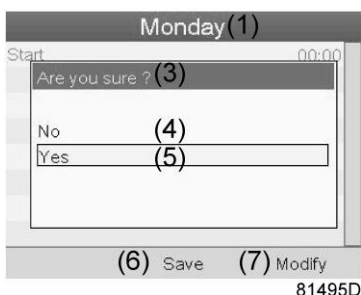 Monday(1)
Start 00:00
Are you sure ?(3)
No (4)
Yes (5)
(6) Save (7) Modify
81495D